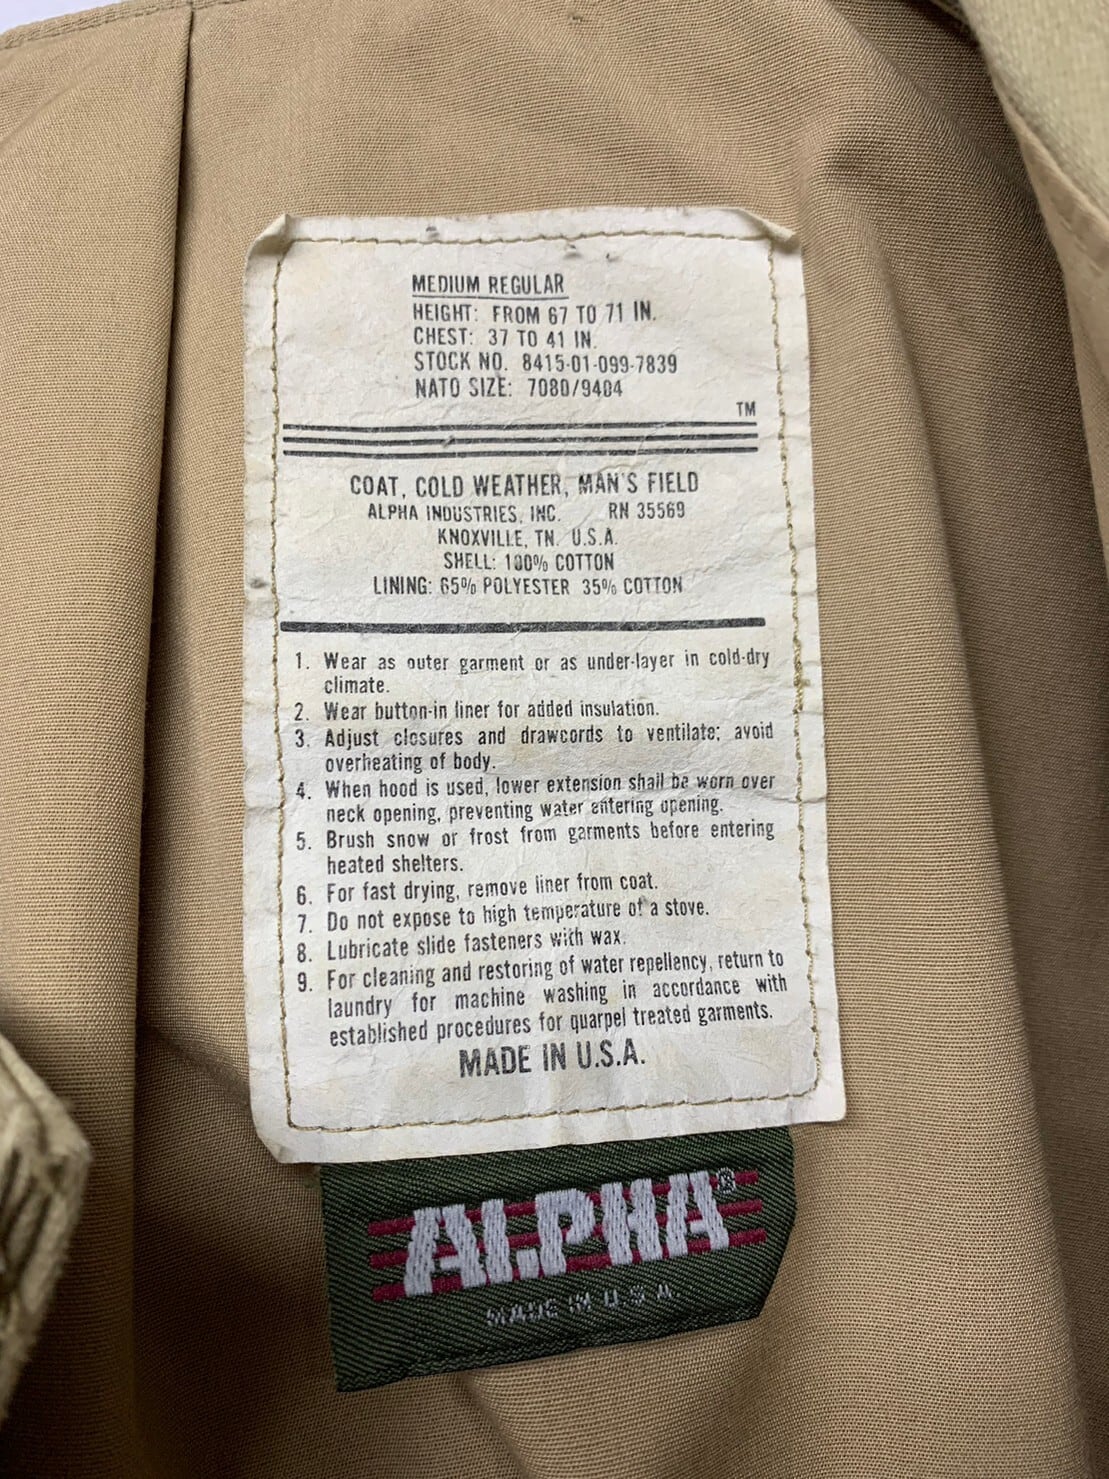 MEDIUM REGULAR
HEIGHT: FROM 67 TO 71 IN.
CHEST: 37 TO 41 IN.
STOCK NO. 8415-01-099-7839
NATO SIZE: 7080/9404
TM
COAT, COLD WEATHER, MAN'S FIELD
ALPHA INDUSTRIES, INC. RN 35569
KNOXVILLE, TN. U.S.A.
SHELL: 100% COTTON
LINING: 65% POLYESTER 35% COTTON
1. Wear as outer garment or as under-layer in cold-dry
climate.
2. Wear button-in liner for added insulation.
3. Adjust closures and drawcords to ventilate; avoid
overheating of body.
4. When hood is used, lower extension shall be worn over
neck opening, preventing water entering opening.
5. Brush snow or frost from garments before entering
heated shelters.
6. For fast drying, remove liner from coat.
7. Do not expose to high temperature of a stove.
8. Lubricate slide fasteners with wax.
9. For cleaning and restoring of water repellency, return to
laundry for machine washing in accordance with
established procedures for quarpel treated garments.
MADE IN U.S.A.
ALPHA®
MADE IN U.S.A.